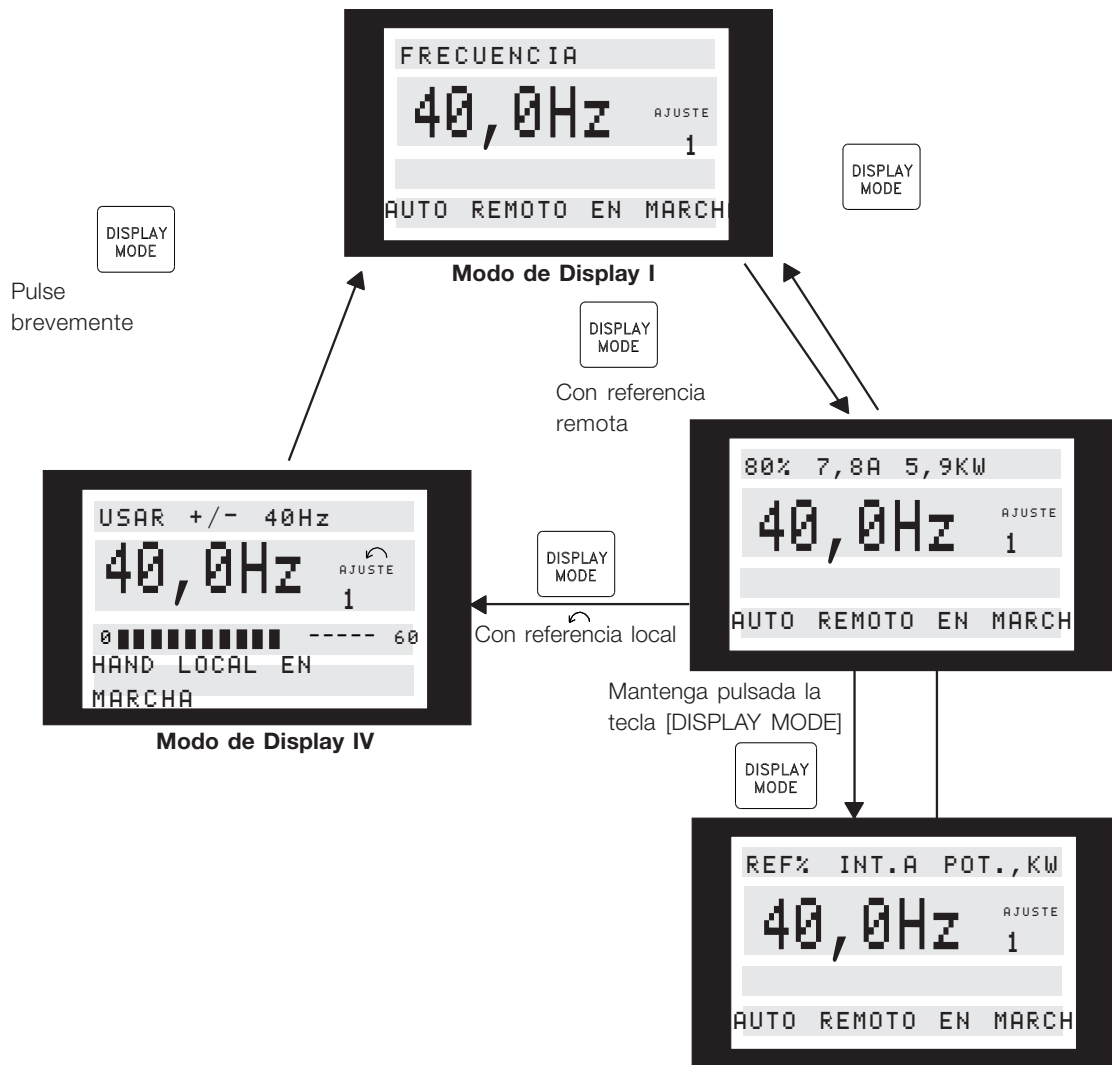 FRECUENCIA
40,0Hz
AJUSTE
1
AUTO REMOTO EN MARCH
Modo de Display I
DISPLAY
MODE
DISPLAY
MODE
Pulse
brevemente
DISPLAY
MODE
Con referencia
remota
80% 7,8A 5,9KW
40,0Hz
AJUSTE
1
AUTO REMOTO EN MARCH
USAR +/- 40Hz
40,0Hz
AJUSTE
1
0 ----- 60
HAND LOCAL EN
MARCHA
Modo de Display IV
DISPLAY
MODE
Con referencia local
Mantenga pulsada la
tecla [DISPLAY MODE]
DISPLAY
MODE
REF% INT.A POT.,KW
40,0Hz
AJUSTE
1
AUTO REMOTO EN MARCH